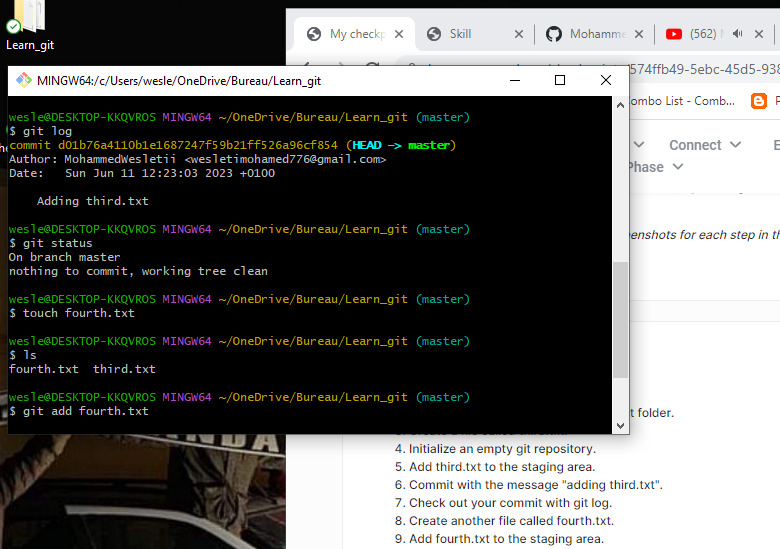 Learn_git
My checkp
Skill
Mohamme
(562)
574ffb49-5ebc-45d5-938
MINGW64:/c/Users/wesle/OneDrive/Bureau/Learn_git
ombo List - Comb...
Connect
Phase
enshots for each step in th
wesle@DESKTOP-KKQVROS MINGW64 ~/OneDrive/Bureau/Learn_git (master)
$ git log
commit d01b76a4110b1e1687247f59b21ff526a96cf854 (HEAD -> master)
Author: MohammedWesletii <wesletimohamed776@gmail.com>
Date:   Sun Jun 11 12:23:03 2023 +0100
Adding third.txt
wesle@DESKTOP-KKQVROS MINGW64 ~/OneDrive/Bureau/Learn_git (master)
$ git status
On branch master
nothing to commit, working tree clean
wesle@DESKTOP-KKQVROS MINGW64 ~/OneDrive/Bureau/Learn_git (master)
$ touch fourth.txt
wesle@DESKTOP-KKQVROS MINGW64 ~/OneDrive/Bureau/Learn_git (master)
$ ls
fourth.txt  third.txt
wesle@DESKTOP-KKQVROS MINGW64 ~/OneDrive/Bureau/Learn_git (master)
$ git add fourth.txt
t folder.
4. Initialize an empty git repository.
5. Add third.txt to the staging area.
6. Commit with the message "adding third.txt".
7. Check out your commit with git log.
8. Create another file called fourth.txt.
9. Add fourth.txt to the staging area.